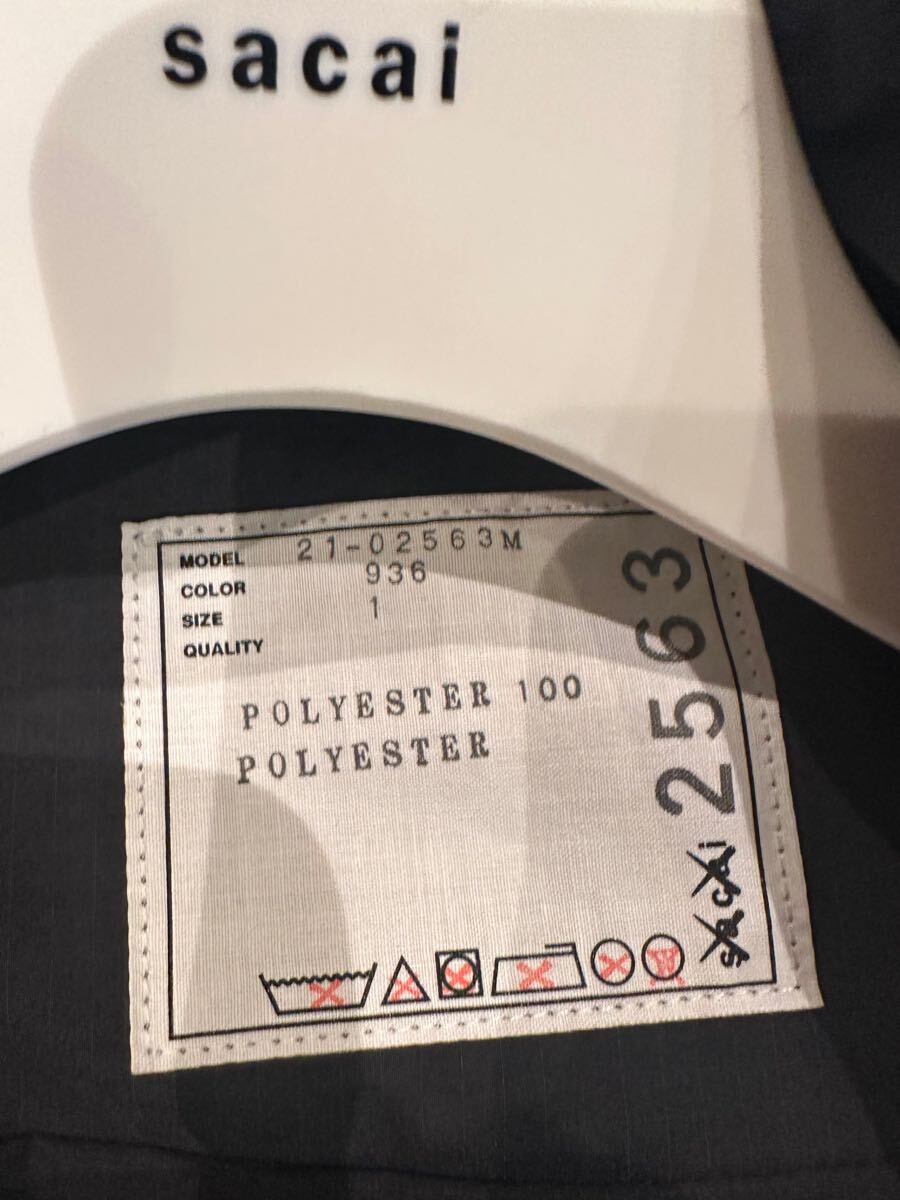 sacai
MODEL 21-02563M
COLOR 936
SIZE 1
QUALITY
POLYESTER 100
POLYESTER
2563
sacai